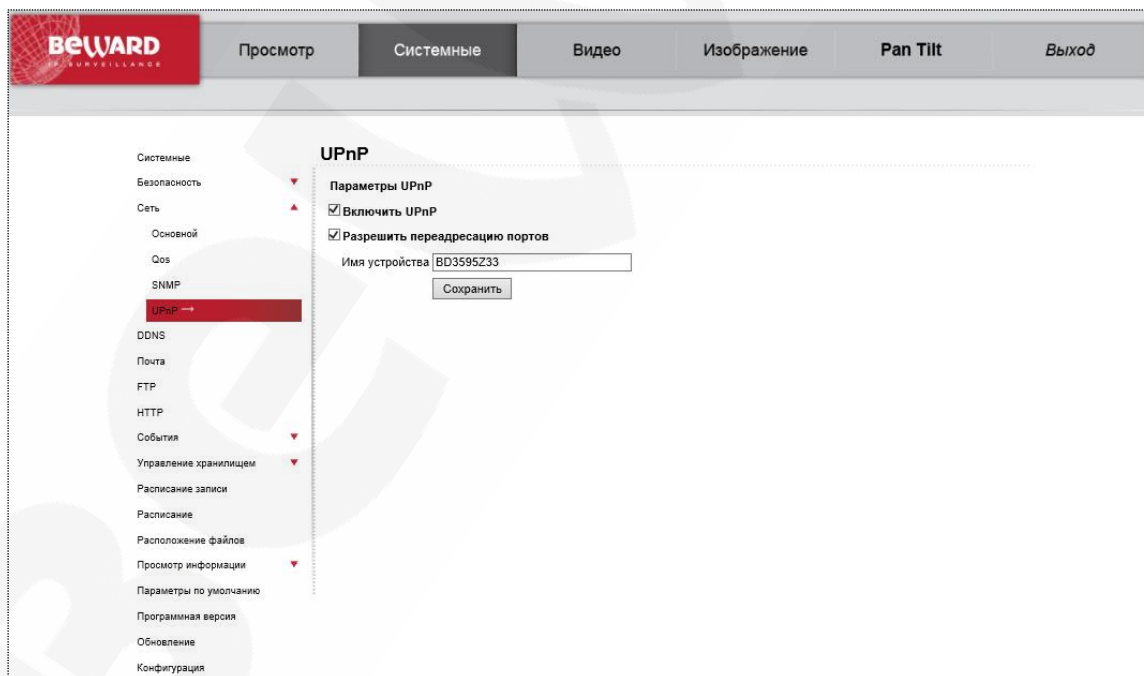 BEWARD
IP SURVEILLANCE
Просмотр
Системные
Видео
Изображение
Pan Tilt
Выход
Системные
Безопасность
Сеть
Основной
Qos
SNMP
UPnP
DDNS
Почта
FTP
HTTP
События
Управление хранилищем
Расписание записи
Расписание
Расположение файлов
Просмотр информации
Параметры по умолчанию
Программная версия
Обновление
Конфигурация
UPnP
Параметры UPnP
Включить UPnP
Разрешить переадресацию портов
Имя устройства BD3595Z33
Сохранить